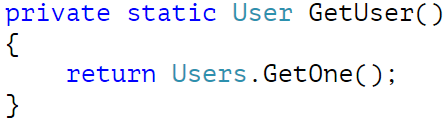 private static User GetUser()
{
    return Users.GetOne();
}